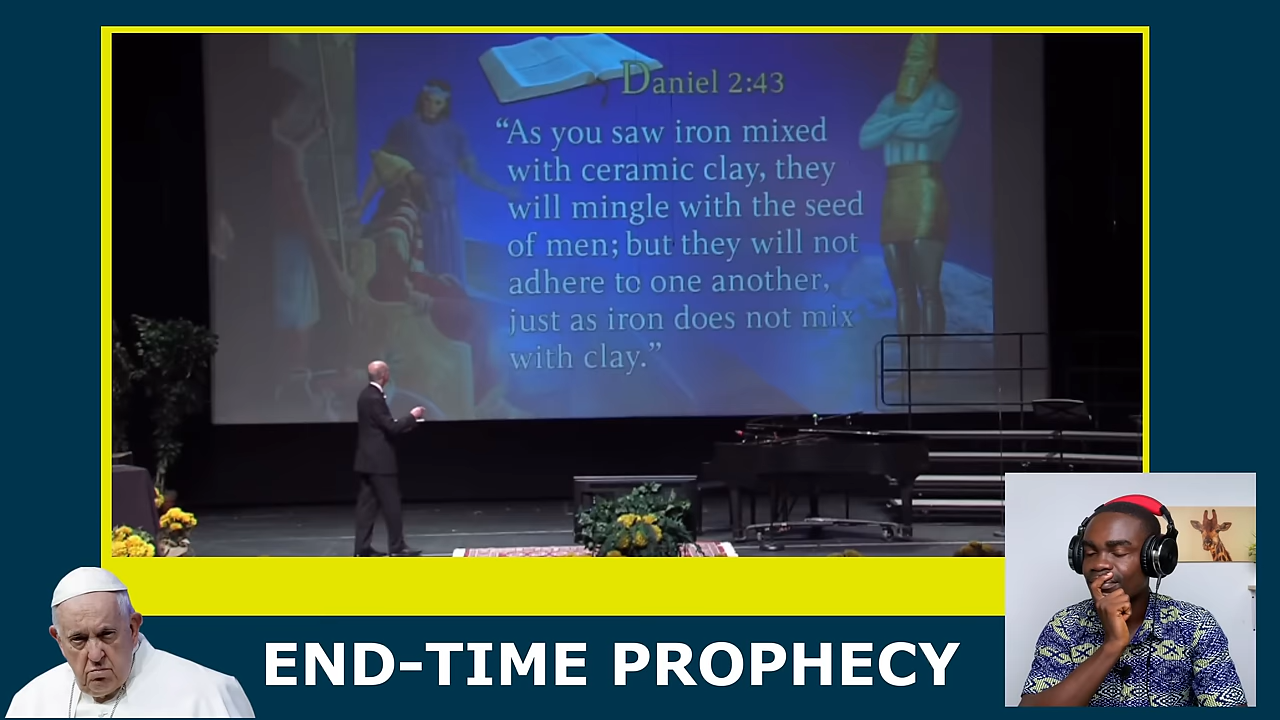 Daniel 2:43
“As you saw iron mixed
with ceramic clay, they
will mingle with the seed
of men; but they will not
adhere to one another,
just as iron does not mix
with clay.”
END-TIME PROPHECY